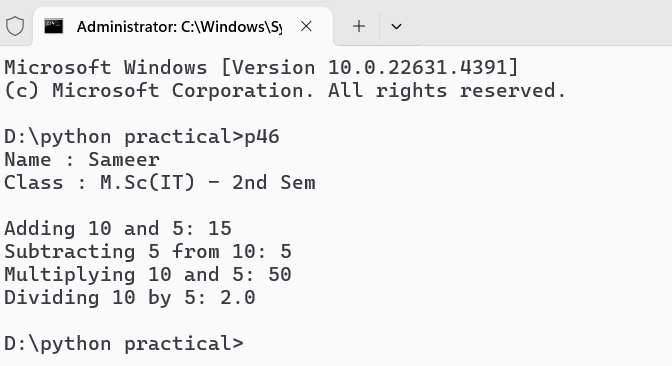 Administrator: C:\Windows\Sy
Microsoft Windows [Version 10.0.22631.4391]
(c) Microsoft Corporation. All rights reserved.
D:\python practical>p46
Name : Sameer
Class : M.Sc(IT) - 2nd Sem
Adding 10 and 5: 15
Subtracting 5 from 10: 5
Multiplying 10 and 5: 50
Dividing 10 by 5: 2.0
D:\python practical>